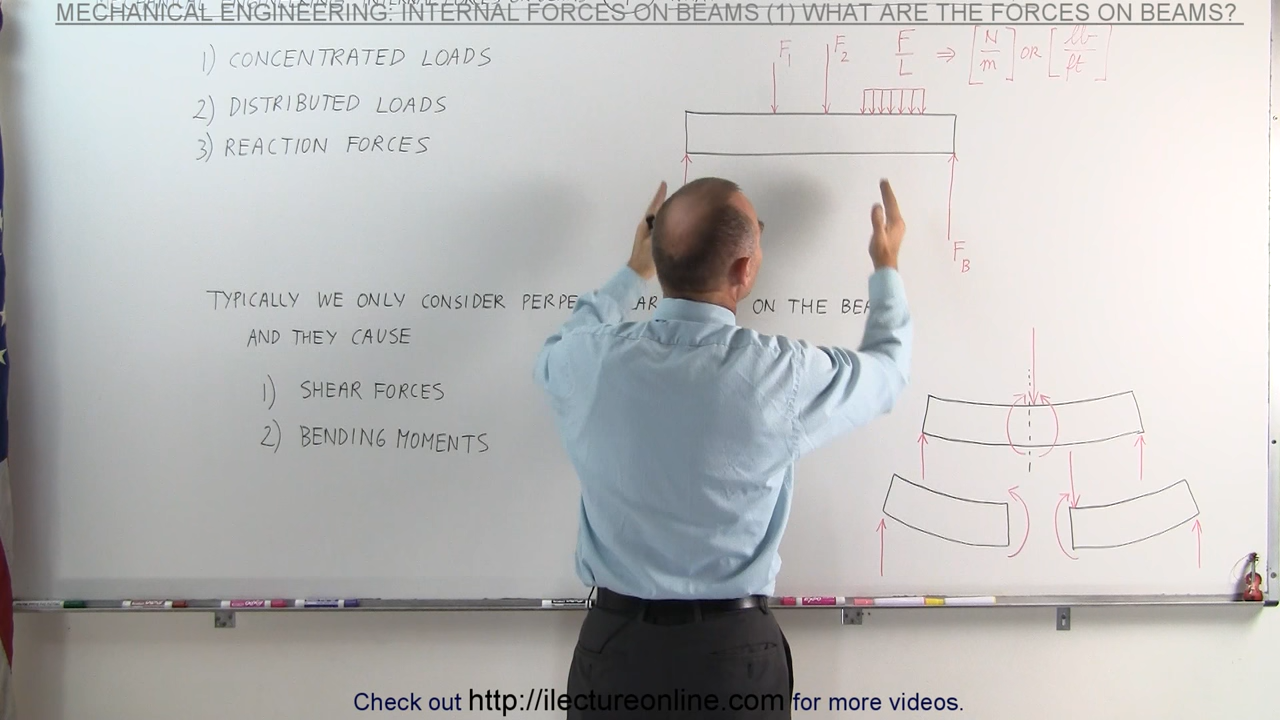 MECHANICAL ENGINEERING: INTERNAL FORCES ON BEAMS (1) WHAT ARE THE FORCES ON BEAMS?
1) CONCENTRATED LOADS
2) DISTRIBUTED LOADS
3) REACTION FORCES
F1 F2 F/L ⇒ [N/m] OR [lb/ft]
FB
TYPICALLY WE ONLY CONSIDER ON THE
AND THEY CAUSE
1) SHEAR FORCES
2) BENDING MOMENTS
Check out http://ilectureonline.com for more videos.